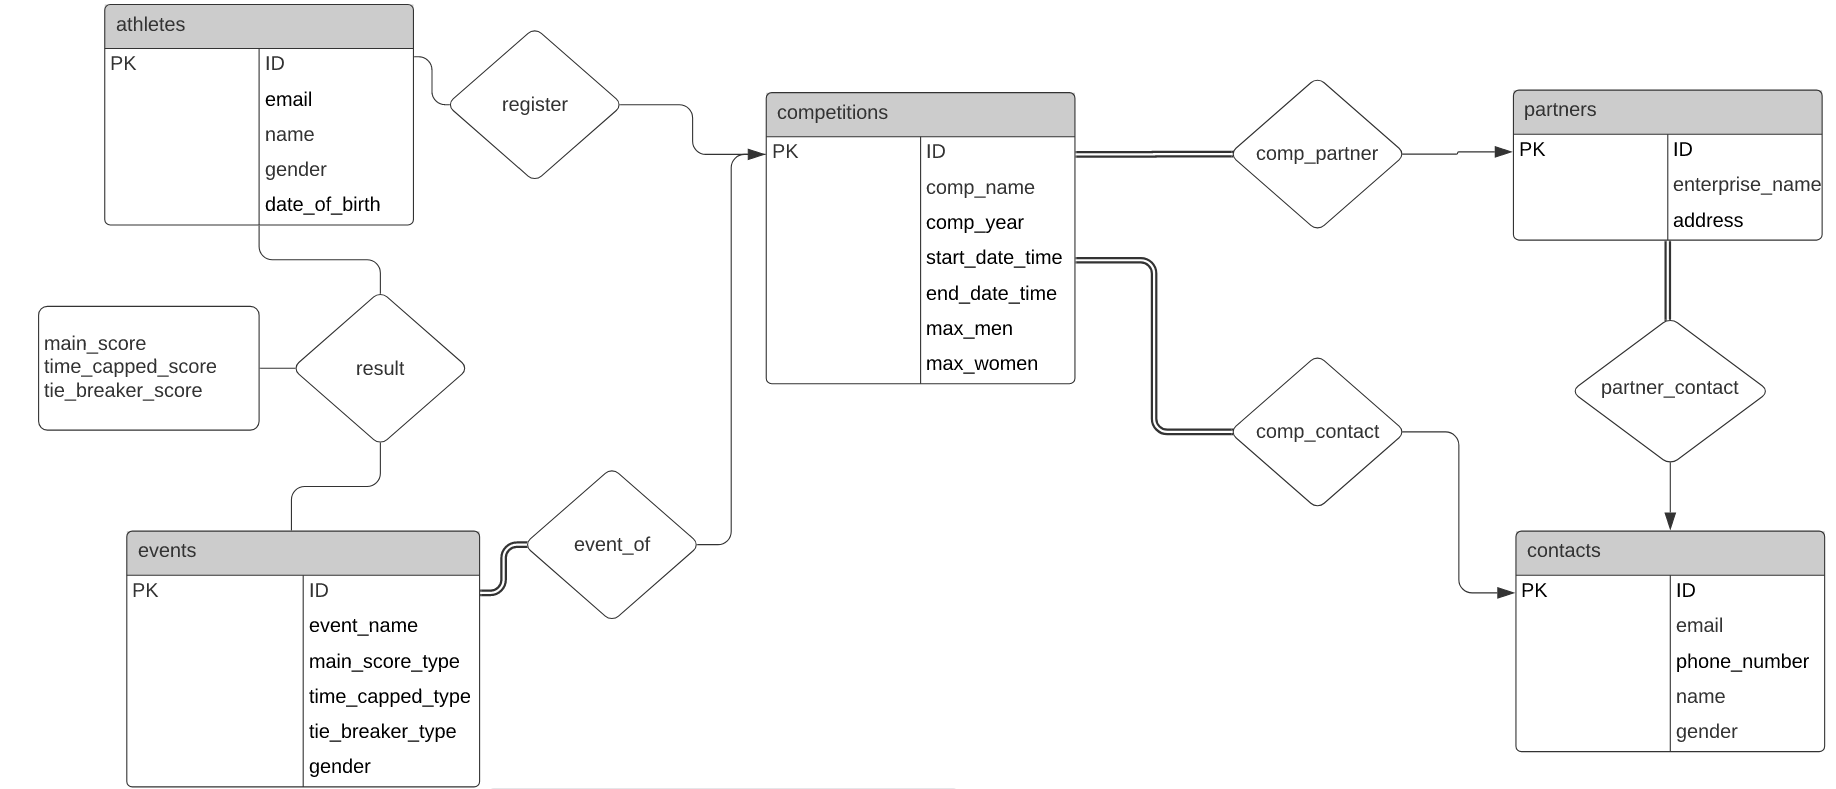 athletes
PK
ID
email
name
gender
date_of_birth
register
competitions
PK
ID
comp_name
comp_year
start_date_time
end_date_time
max_men
max_women
comp_partner
partners
PK
ID
enterprise_name
address
main_score
time_capped_score
tie_breaker_score
result
comp_contact
partner_contact
events
PK
ID
event_name
main_score_type
time_capped_type
tie_breaker_type
gender
event_of
contacts
PK
ID
email
phone_number
name
gender